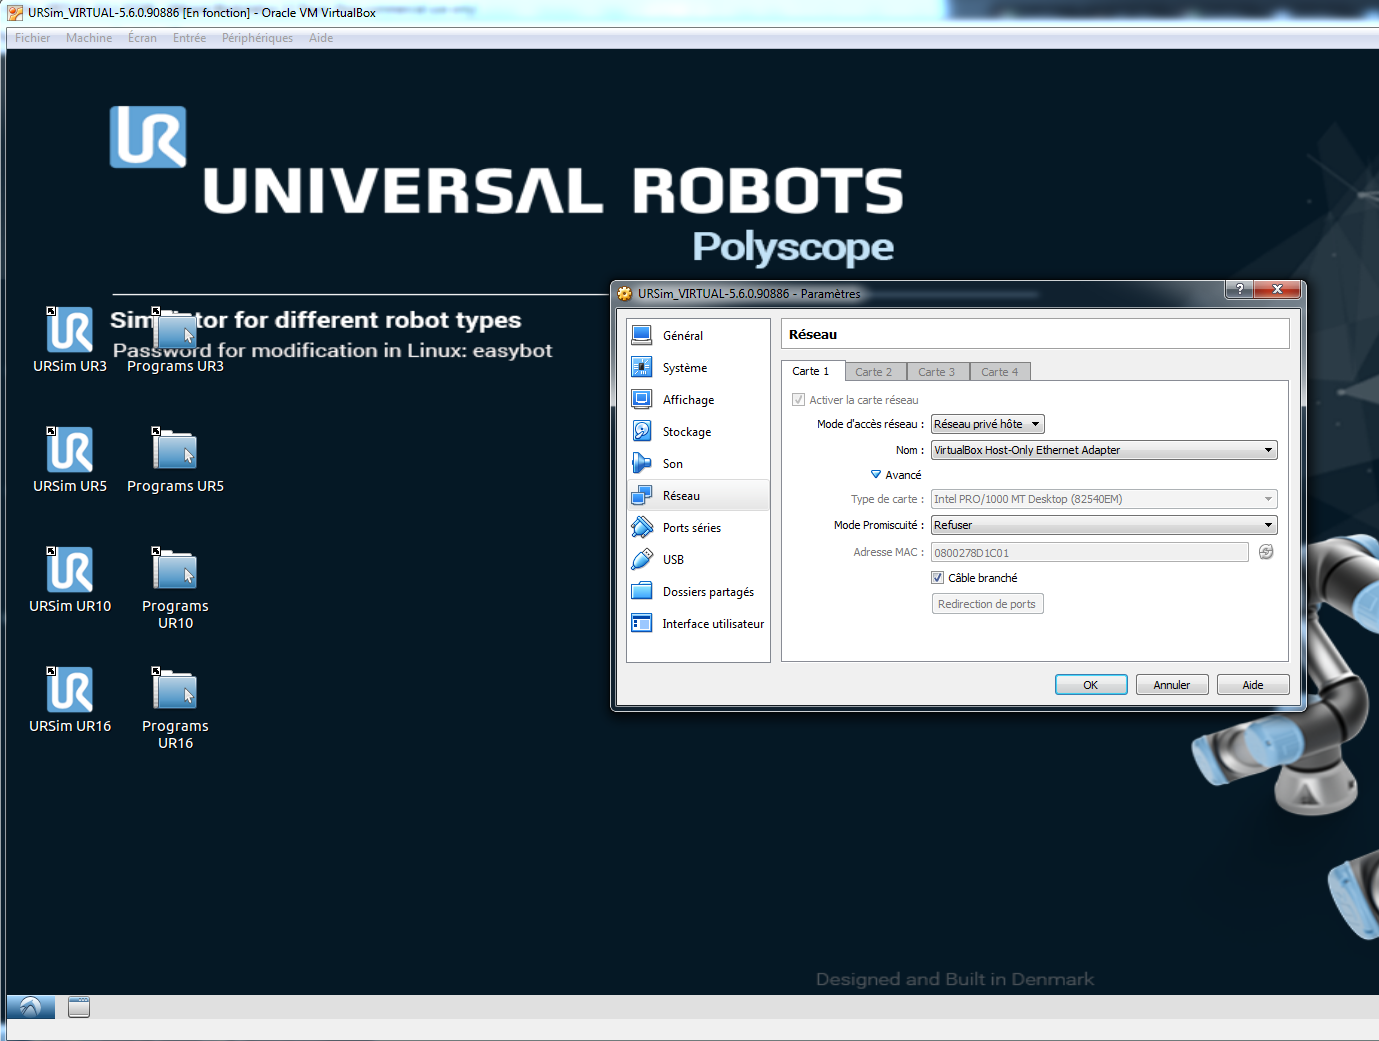 URSim_VIRTUAL-5.6.0.90886 [En fonction] - Oracle VM VirtualBox
Fichier Machine Écran Entrée Périphériques Aide
UR
UNIVERSAL ROBOTS
Polyscope
for different robot types
Password for modification in Linux: easybot
URSim UR3
Programs UR3
URSim UR5
Programs UR5
URSim UR10
Programs
UR10
URSim UR16
Programs
UR16
URSim_VIRTUAL-5.6.0.90886 - Paramètres
Général
Système
Affichage
Stockage
Son
Réseau
Ports séries
USB
Dossiers partagés
Interface utilisateur
Réseau
Carte 1 Carte 2 Carte 3 Carte 4
Activer la carte réseau
Mode d'accès réseau : Réseau privé hôte
Nom : VirtualBox Host-Only Ethernet Adapter
Avancé
Type de carte : Intel PRO/1000 MT Desktop (82540EM)
Mode Promiscuité : Refuser
Adresse MAC : 0800278D1C01
Câble branché
Redirection de ports
OK Annuler Aide
Designed and Built in Denmark